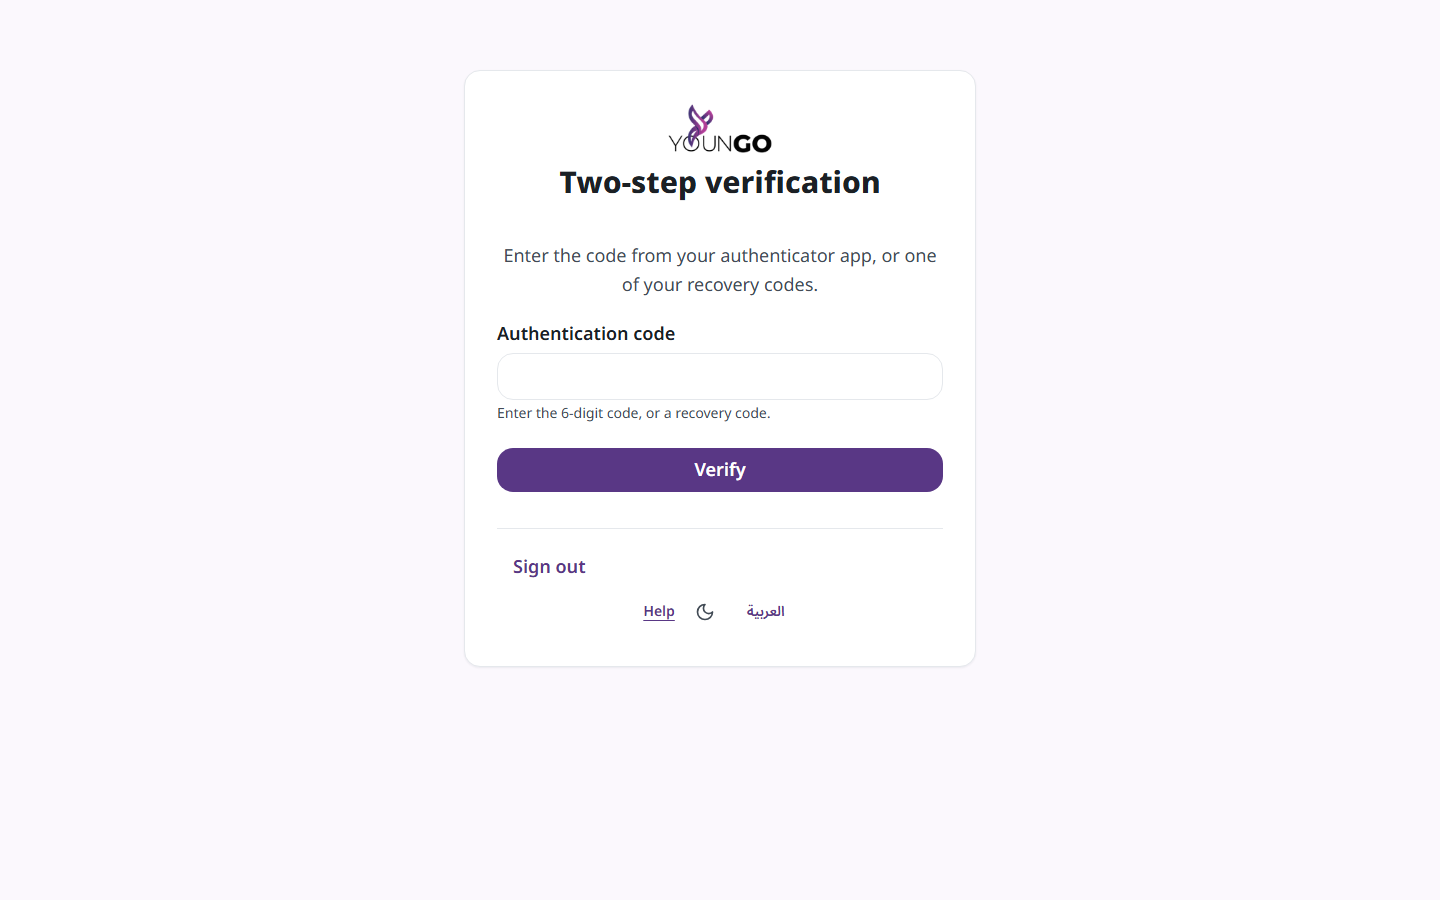 YOUNGO
Two-step verification
Enter the code from your authenticator app, or one
of your recovery codes.
Authentication code
Enter the 6-digit code, or a recovery code.
Verify
Sign out
Help
العربية